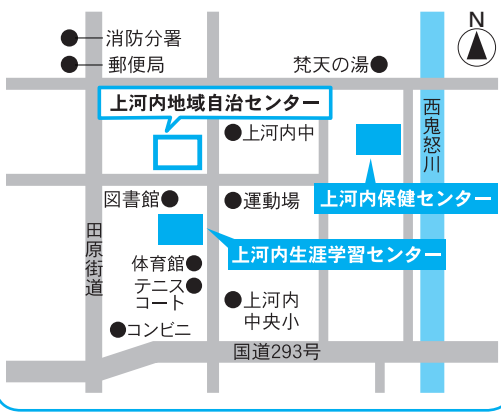 N
消防分署
郵便局
梵天の湯
上河内地域自治センター
上河内中
西鬼怒川
図書館
運動場
上河内保健センター
田原街道
上河内生涯学習センター
体育館
テニス
コート
上河内
中央小
コンビニ
国道293号